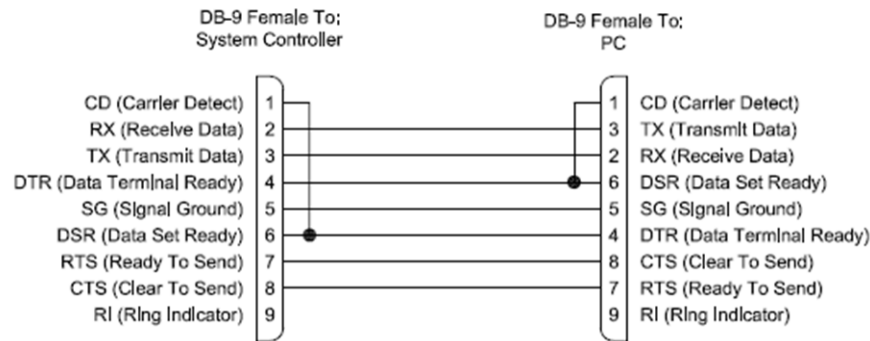 DB-9 Female To:
System Controller
DB-9 Female To:
PC
CD (Carrier Detect) 1
RX (Receive Data) 2
TX (Transmit Data) 3
DTR (Data Terminal Ready) 4
SG (Signal Ground) 5
DSR (Data Set Ready) 6
RTS (Ready To Send) 7
CTS (Clear To Send) 8
RI (Ring Indicator) 9
1 CD (Carrier Detect)
3 TX (Transmit Data)
2 RX (Receive Data)
6 DSR (Data Set Ready)
5 SG (Signal Ground)
4 DTR (Data Terminal Ready)
8 CTS (Clear To Send)
7 RTS (Ready To Send)
9 RI (Ring Indicator)